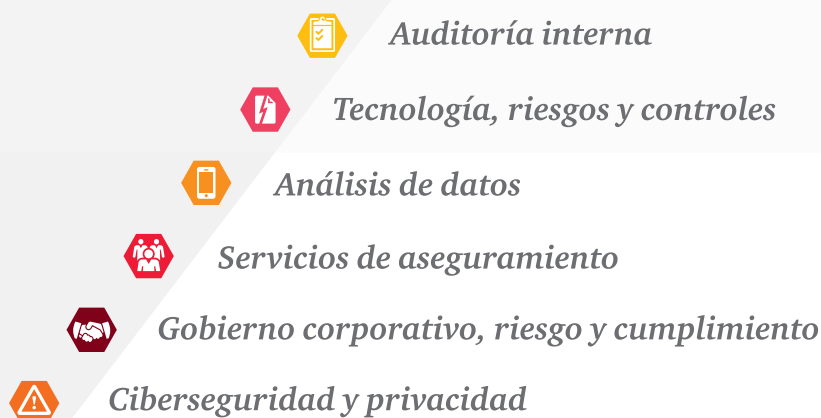 Auditoría interna
Tecnología, riesgos y controles
Análisis de datos
Servicios de aseguramiento
Gobierno corporativo, riesgo y cumplimiento
Ciberseguridad y privacidad